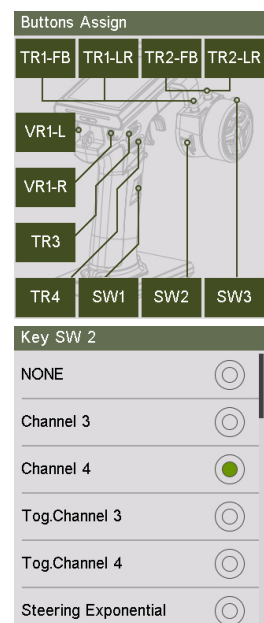 Buttons Assign
TR1-FB TR1-LR TR2-FB TR2-LR
VR1-L
VR1-R
TR3
TR4 SW1 SW2 SW3
Key SW 2
NONE
Channel 3
Channel 4
Tog.Channel 3
Tog.Channel 4
Steering Exponential